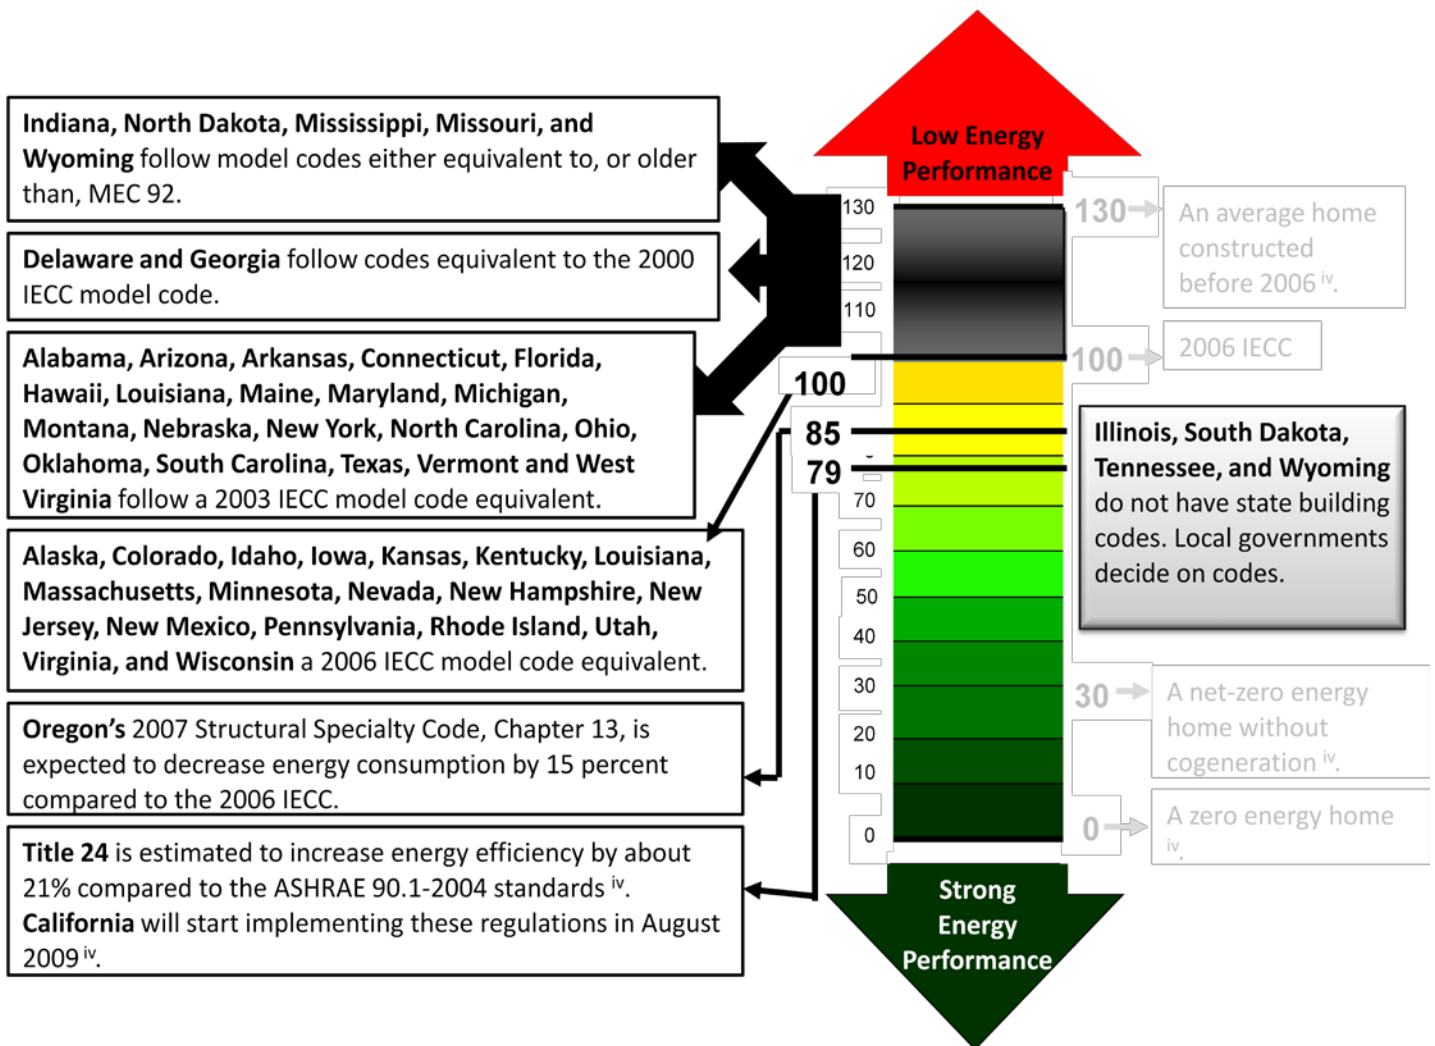 Indiana, North Dakota, Mississippi, Missouri, and
Wyoming follow model codes either equivalent to, or older
than, MEC 92.
Delaware and Georgia follow codes equivalent to the 2000
IECC model code.
Alabama, Arizona, Arkansas, Connecticut, Florida,
Hawaii, Louisiana, Maine, Maryland, Michigan,
Montana, Nebraska, New York, North Carolina, Ohio,
Oklahoma, South Carolina, Texas, Vermont and West
Virginia follow a 2003 IECC model code equivalent.
Alaska, Colorado, Idaho, Iowa, Kansas, Kentucky, Louisiana,
Massachusetts, Minnesota, Nevada, New Hampshire, New
Jersey, New Mexico, Pennsylvania, Rhode Island, Utah,
Virginia, and Wisconsin a 2006 IECC model code equivalent.
Oregon’s 2007 Structural Specialty Code, Chapter 13, is
expected to decrease energy consumption by 15 percent
compared to the 2006 IECC.
Title 24 is estimated to increase energy efficiency by about
21% compared to the ASHRAE 90.1-2004 standards iv.
California will start implementing these regulations in August
2009 iv.
Low Energy
Performance
130
120
110
100
85
79
70
60
50
40
30
20
10
0
Strong
Energy
Performance
130
An average home
constructed
before 2006 iv.
100
2006 IECC
Illinois, South Dakota,
Tennessee, and Wyoming
do not have state building
codes. Local governments
decide on codes.
30
A net-zero energy
home without
cogeneration iv.
0
A zero energy home
iv.